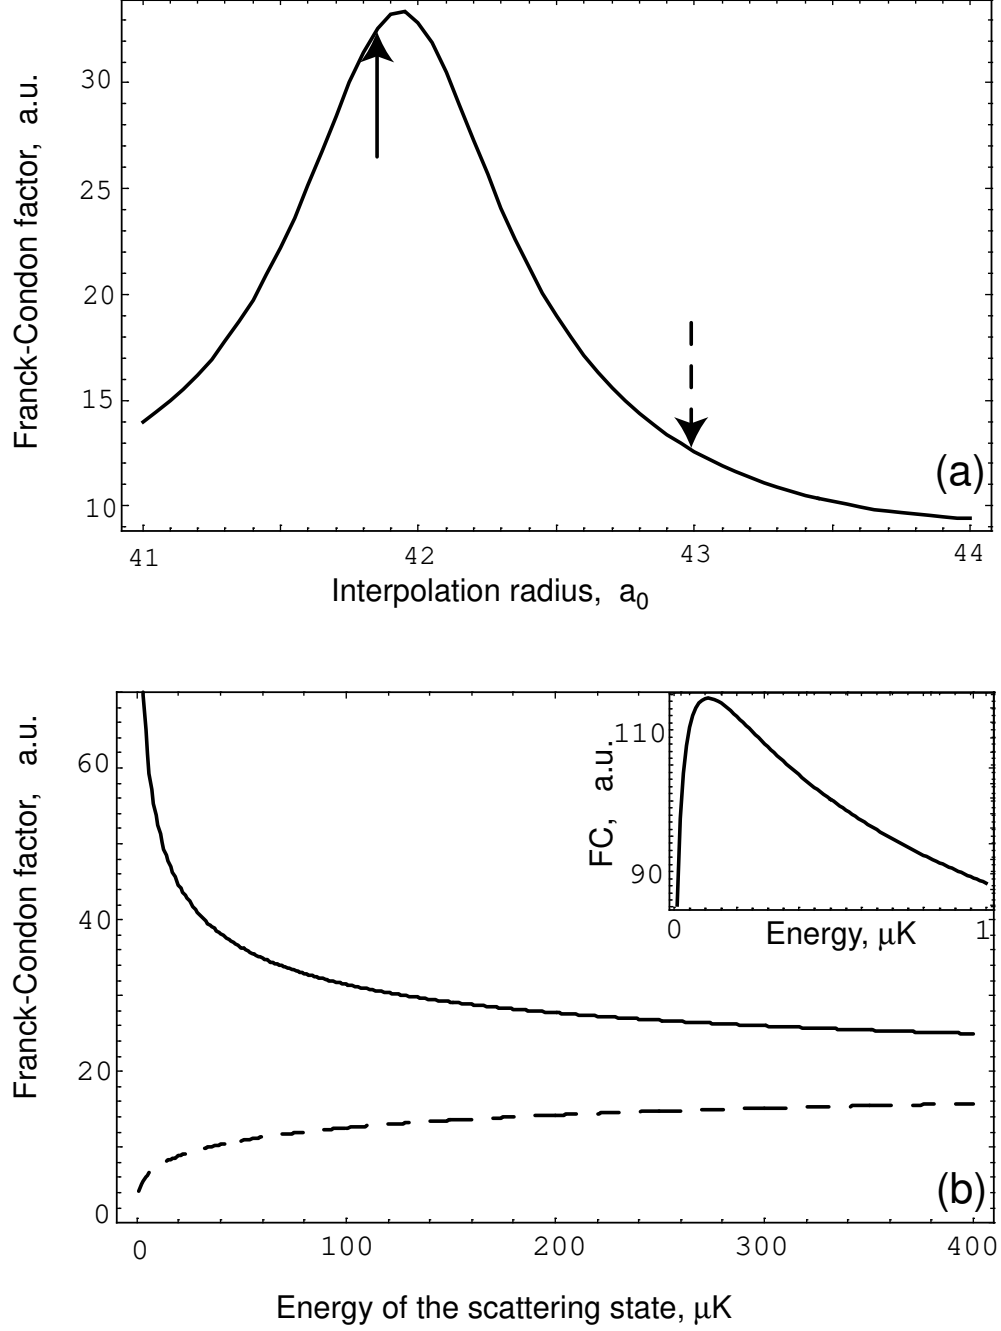 Franck-Condon factor, a.u.
30
25
20
15
10
(a)
41 42 43 44
Interpolation radius, a₀
Franck-Condon factor, a.u.
60
40
20
0
FC, a.u.
110
90
0 1
Energy, μK
(b)
0 100 200 300 400
Energy of the scattering state, μK